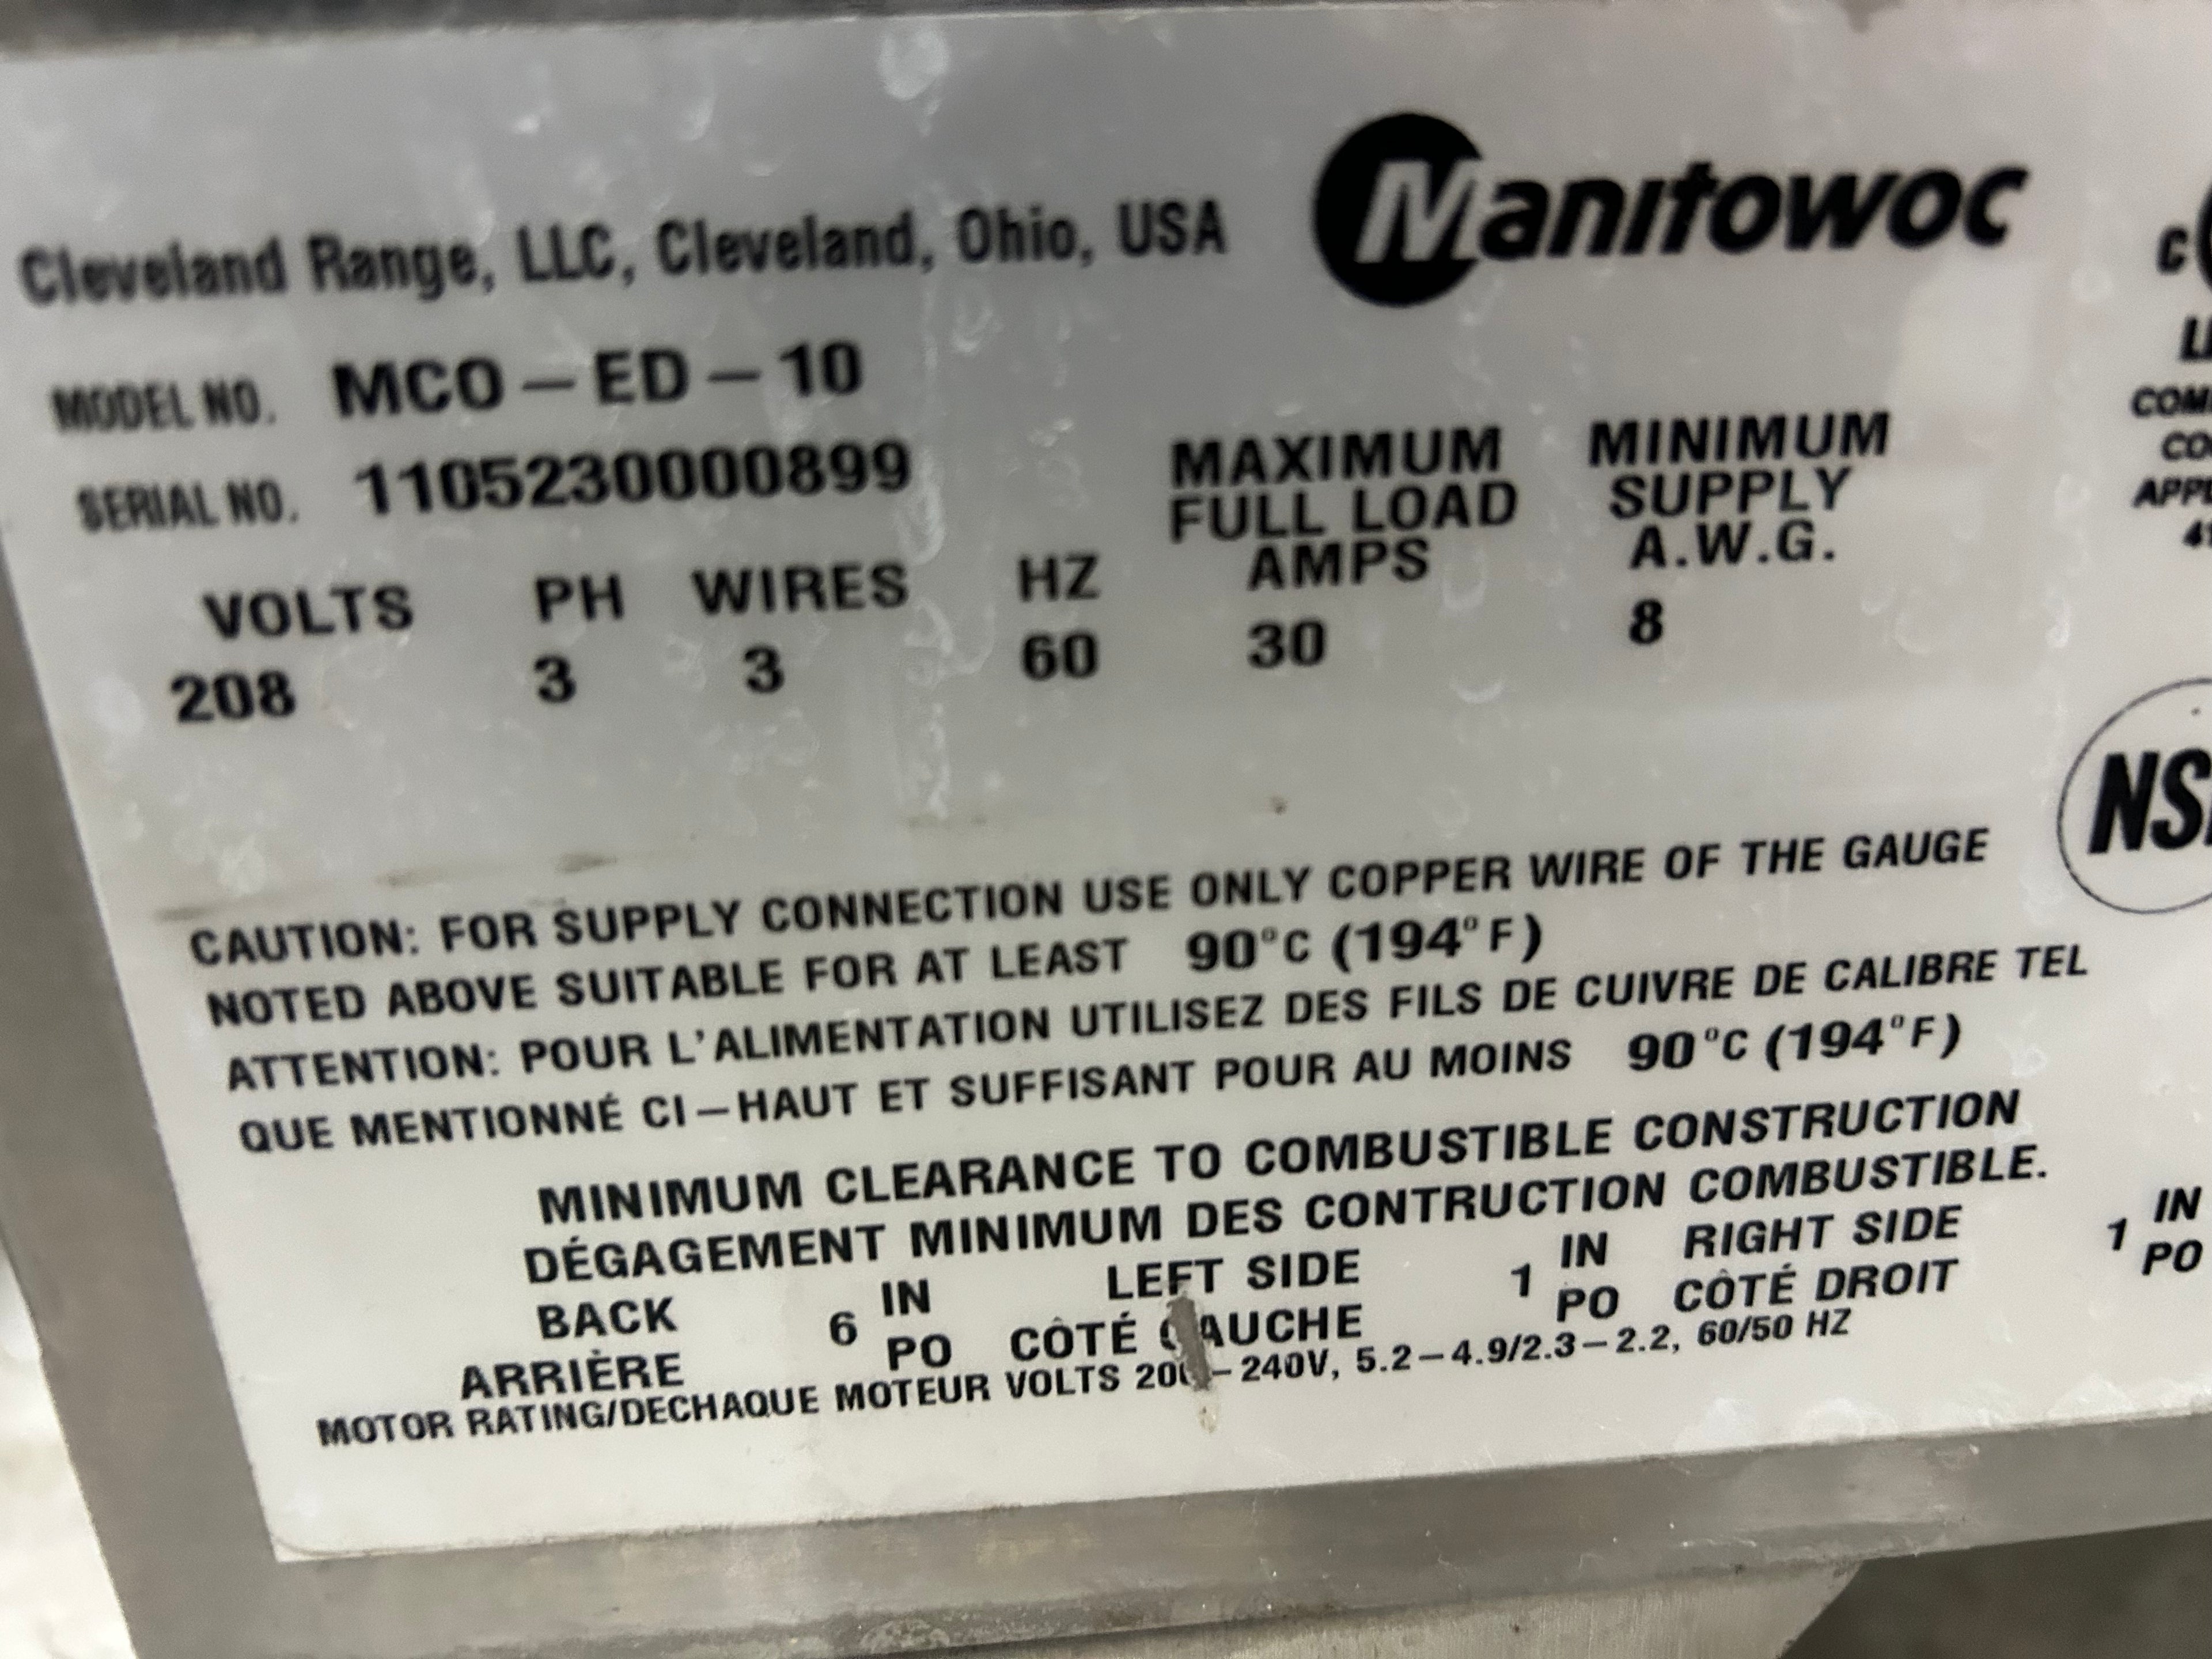 Cleveland Range, LLC, Cleveland, Ohio, USA
Manitowoc
C
MODEL NO. MCO – ED – 10
SERIAL NO. 1105230000899
VOLTS PH WIRES HZ MAXIMUM FULL LOAD AMPS MINIMUM SUPPLY A.W.G.
208 3 3 60 30 8
CAUTION: FOR SUPPLY CONNECTION USE ONLY COPPER WIRE OF THE GAUGE
NOTED ABOVE SUITABLE FOR AT LEAST 90°C (194°F)
ATTENTION: POUR L'ALIMENTATION UTILISEZ DES FILS DE CUIVRE DE CALIBRE TEL
QUE MENTIONNÉ CI – HAUT ET SUFFISANT POUR AU MOINS 90°C (194°F)
MINIMUM CLEARANCE TO COMBUSTIBLE CONSTRUCTION
DÉGAGEMENT MINIMUM DES CONTRUCTION COMBUSTIBLE.
BACK 6 IN LEFT SIDE 1 IN RIGHT SIDE 1 IN
ARRIÈRE PO CÔTÉ GAUCHE PO CÔTÉ DROIT PO
MOTOR RATING/DECHAQUE MOTEUR VOLTS – 240V, 5.2 – 4.9/2.3 – 2.2, 60/50 HZ